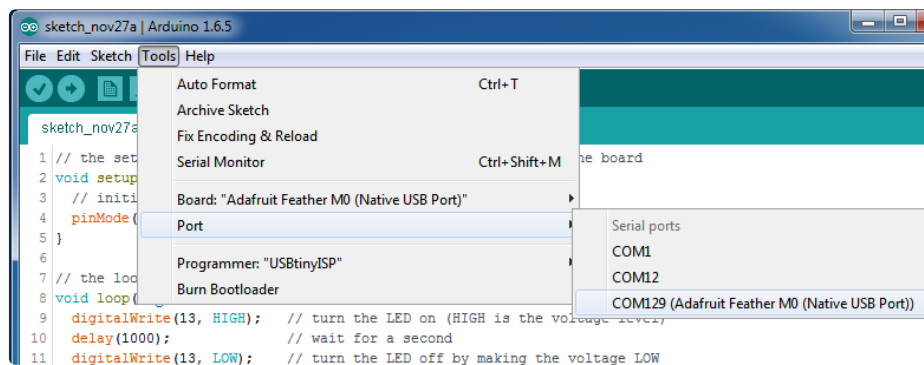 sketch_nov27a | Arduino 1.6.5
File Edit Sketch Tools Help
Auto Format Ctrl+T
Archive Sketch
Fix Encoding & Reload
Serial Monitor Ctrl+Shift+M
Board: "Adafruit Feather M0 (Native USB Port)"
Port
Programmer: "USBtinyISP"
Burn Bootloader
Serial ports
COM1
COM12
COM129 (Adafruit Feather M0 (Native USB Port))
sketch_nov27a
1 // the set he board
2 void setup
3 // initi
4 pinMode(
5 }
6
7 // the loo
8 void loop(
9 digitalWrite(13, HIGH); // turn the LED on (HIGH is the voltage level)
10 delay(1000); // wait for a second
11 digitalWrite(13, LOW); // turn the LED off by making the voltage LOW